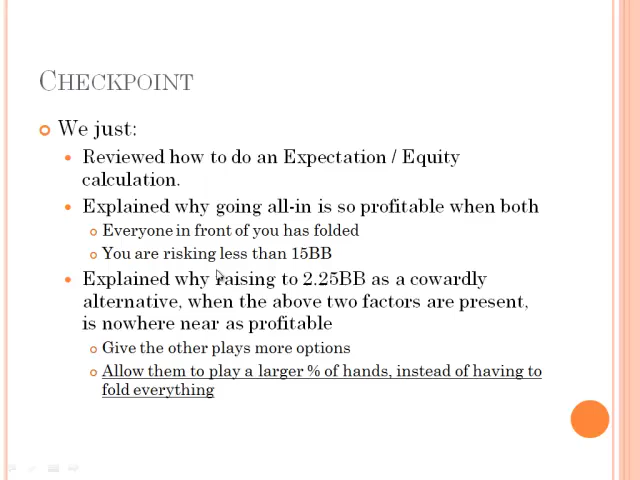 CHECKPOINT
We just:
Reviewed how to do an Expectation / Equity
calculation.
Explained why going all-in is so profitable when both
Everyone in front of you has folded
You are risking less than 15BB
Explained why raising to 2.25BB as a cowardly
alternative, when the above two factors are present,
is nowhere near as profitable
Give the other plays more options
Allow them to play a larger % of hands, instead of having to
fold everything